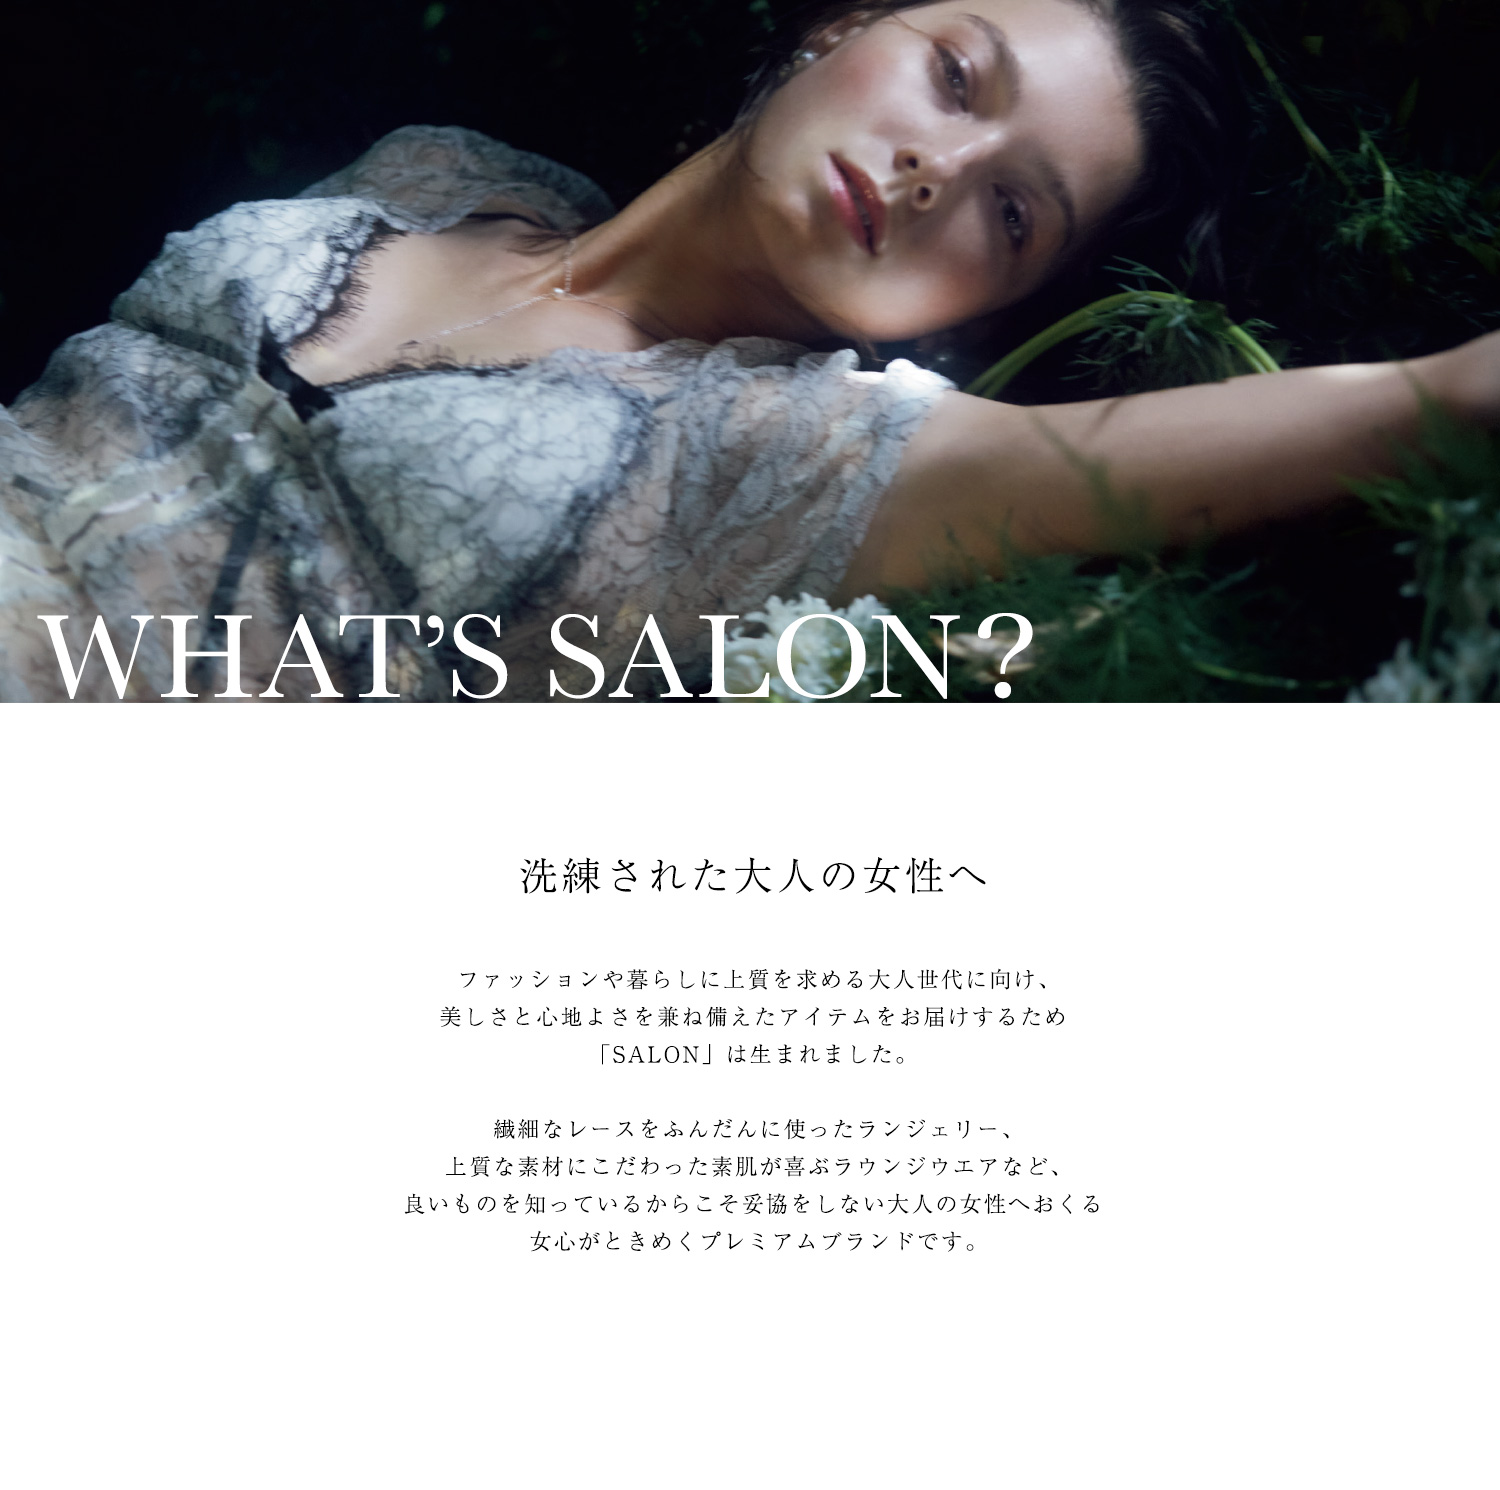 WHAT'S SALON?
洗練された大人の女性へ
ファッションや暮らしに上質を求める大人世代に向け、
美しさと心地よさを兼ね備えたアイテムをお届けするため
「SALON」は生まれました。
繊細なレースをふんだんに使ったランジェリー、
上質な素材にこだわった素肌が喜ぶラウンジウエアなど、
良いものを知っているからこそ妥協をしない大人の女性へおくる
女心がときめくプレミアムブランドです。